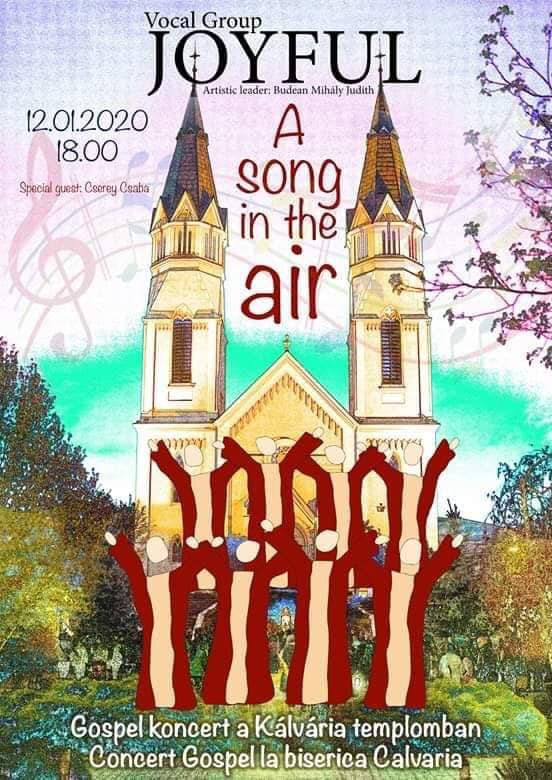 Vocal Group
JOYFUL
Artistic leader: Budean Mihály Judith
12.01.2020
18.00
Special guest: Cserey Csaba
A
song
in the
air
Gospel koncert a Kálvária templomban
Concert Gospel la biserica Calvaria